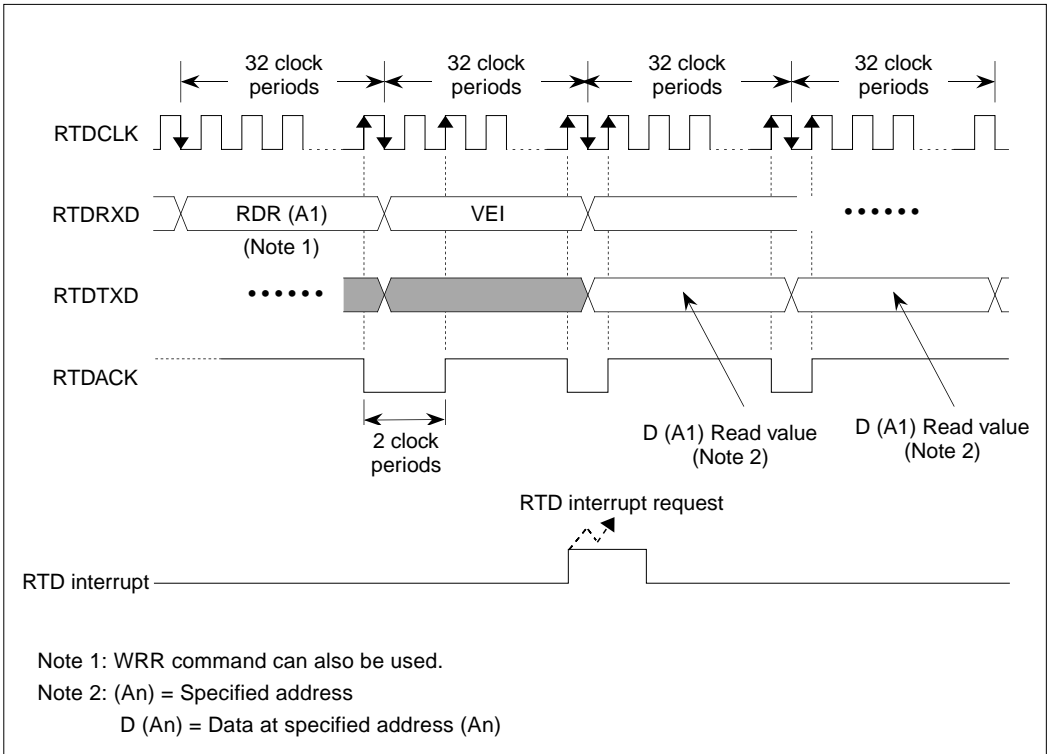 32 clock periods
32 clock periods
32 clock periods
32 clock periods
RTDCLK
RTDRXD
RDR (A1)
VEI
(Note 1)
RTDTXD
RTDACK
2 clock periods
D (A1) Read value
(Note 2)
D (A1) Read value
(Note 2)
RTD interrupt request
RTD interrupt
Note 1: WRR command can also be used.
Note 2: (An) = Specified address
D (An) = Data at specified address (An)